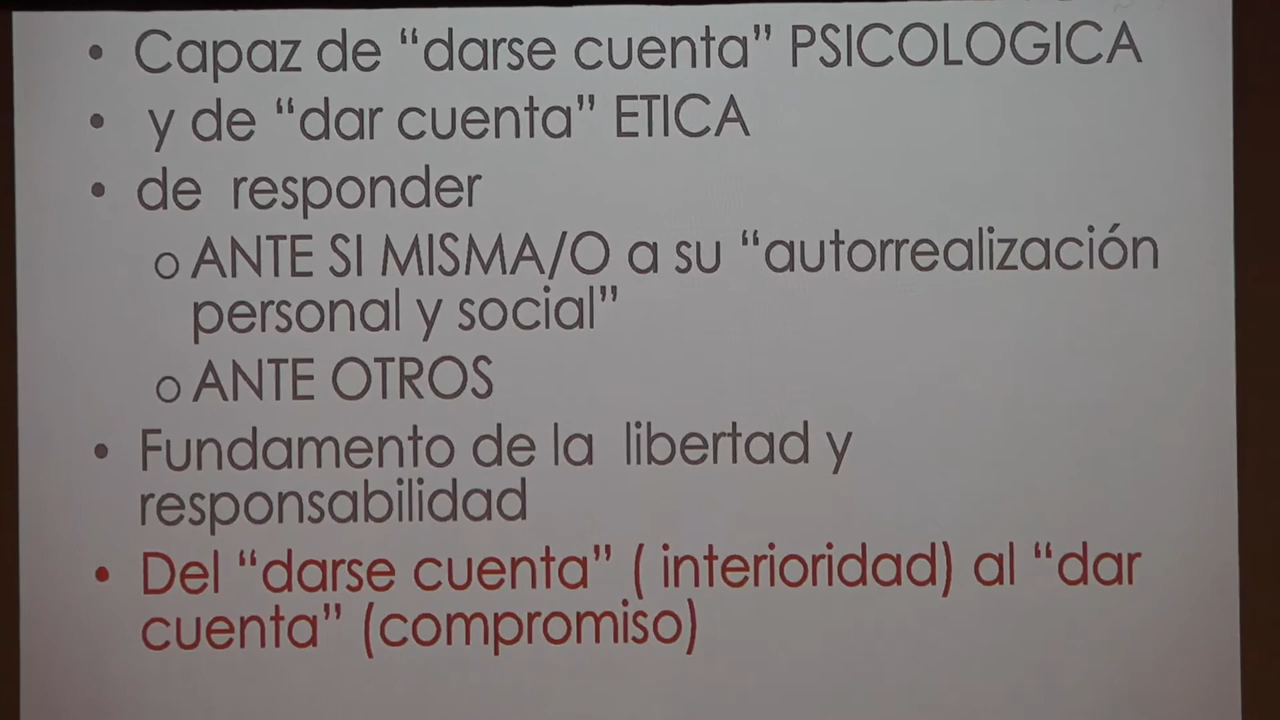 • Capaz de “darse cuenta” PSICOLOGICA
• y de “dar cuenta” ETICA
• de responder
o ANTE SI MISMA/O a su “autorrealización
personal y social”
o ANTE OTROS
• Fundamento de la libertad y
responsabilidad
• Del “darse cuenta” ( interioridad) al “dar
cuenta” (compromiso)